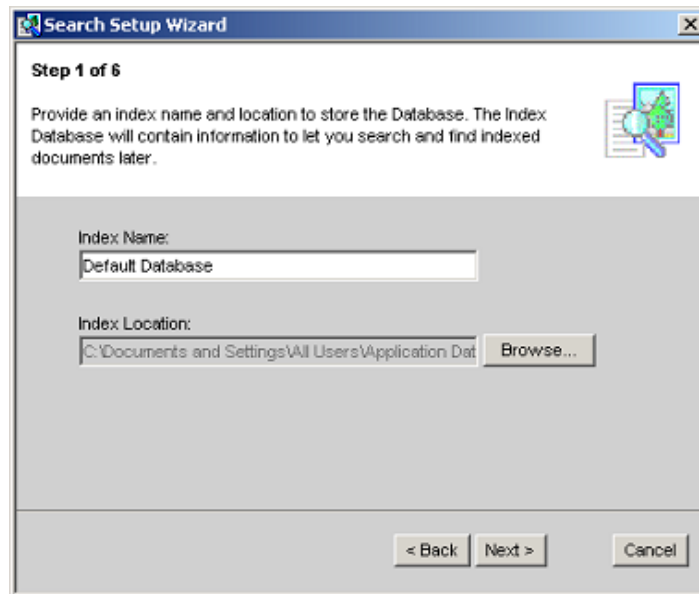 Search Setup Wizard
Step 1 of 6
Provide an index name and location to store the Database. The Index
Database will contain information to let you search and find indexed
documents later.
Index Name:
Default Database
Index Location:
C:\Documents and Settings\All Users\Application Dat
Browse...
< Back Next > Cancel